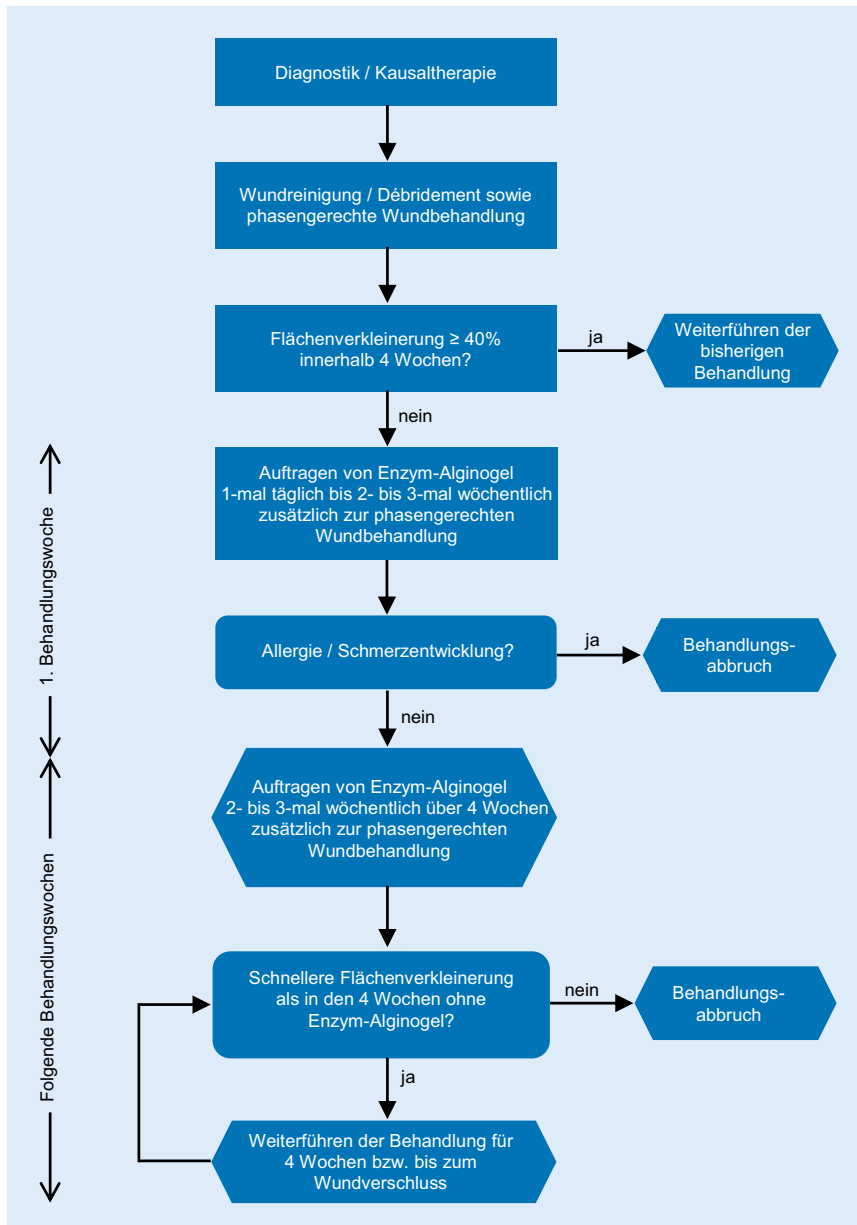 Diagnostik / Kausaltherapie
Wundreinigung / Débridement sowie
phasengerechte Wundbehandlung
Flächenverkleinerung ≥ 40%
innerhalb 4 Wochen?
ja
Weiterführen der
bisherigen
Behandlung
nein
1. Behandlungswoche
Auftragen von Enzym-Alginogel
1-mal täglich bis 2- bis 3-mal wöchentlich
zusätzlich zur phasengerechten
Wundbehandlung
Allergie / Schmerzentwicklung?
ja
Behandlungs-
abbruch
nein
Folgende Behandlungswochen
Auftragen von Enzym-Alginogel
2- bis 3-mal wöchentlich über 4 Wochen
zusätzlich zur phasengerechten
Wundbehandlung
Schnellere Flächenverkleinerung
als in den 4 Wochen ohne
Enzym-Alginogel?
nein
Behandlungs-
abbruch
ja
Weiterführen der Behandlung für
4 Wochen bzw. bis zum
Wundverschluss